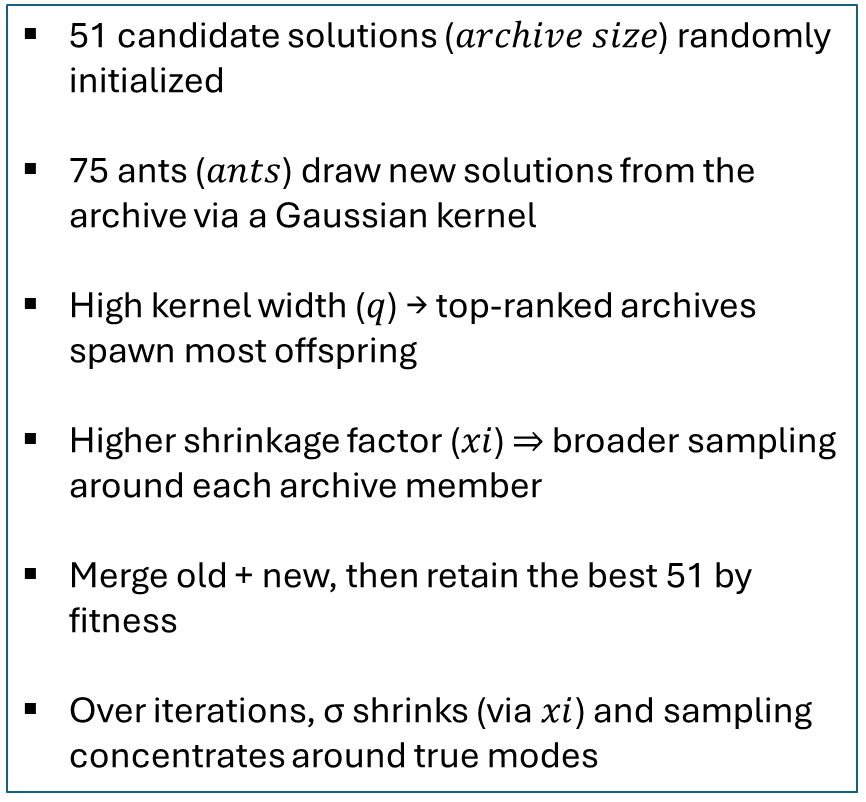 ▪ 51 candidate solutions (archive size) randomly
initialized
▪ 75 ants (ants) draw new solutions from the
archive via a Gaussian kernel
▪ High kernel width (q) → top-ranked archives
spawn most offspring
▪ Higher shrinkage factor (xi) ⇒ broader sampling
around each archive member
▪ Merge old + new, then retain the best 51 by
fitness
▪ Over iterations, σ shrinks (via xi) and sampling
concentrates around true modes